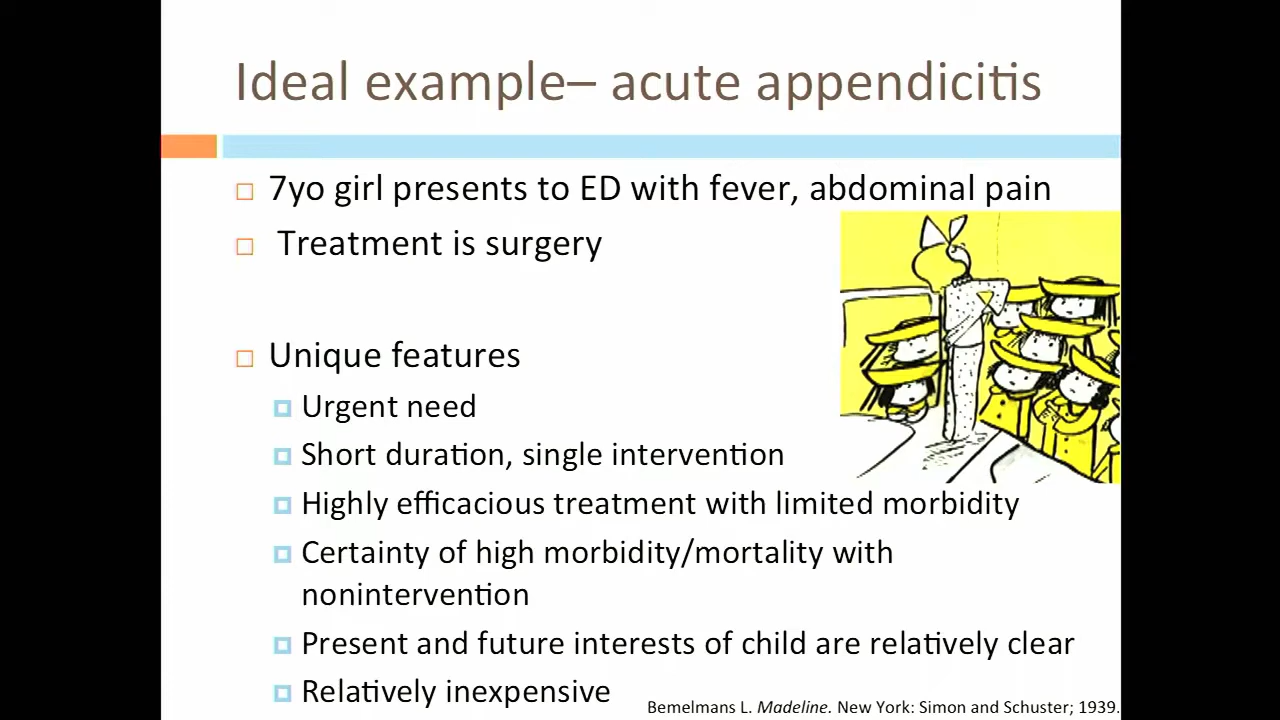 Ideal example– acute appendicitis
7yo girl presents to ED with fever, abdominal pain
Treatment is surgery
Unique features
Urgent need
Short duration, single intervention
Highly efficacious treatment with limited morbidity
Certainty of high morbidity/mortality with
nonintervention
Present and future interests of child are relatively clear
Relatively inexpensive
Bemelmans L. Madeline. New York: Simon and Schuster; 1939.